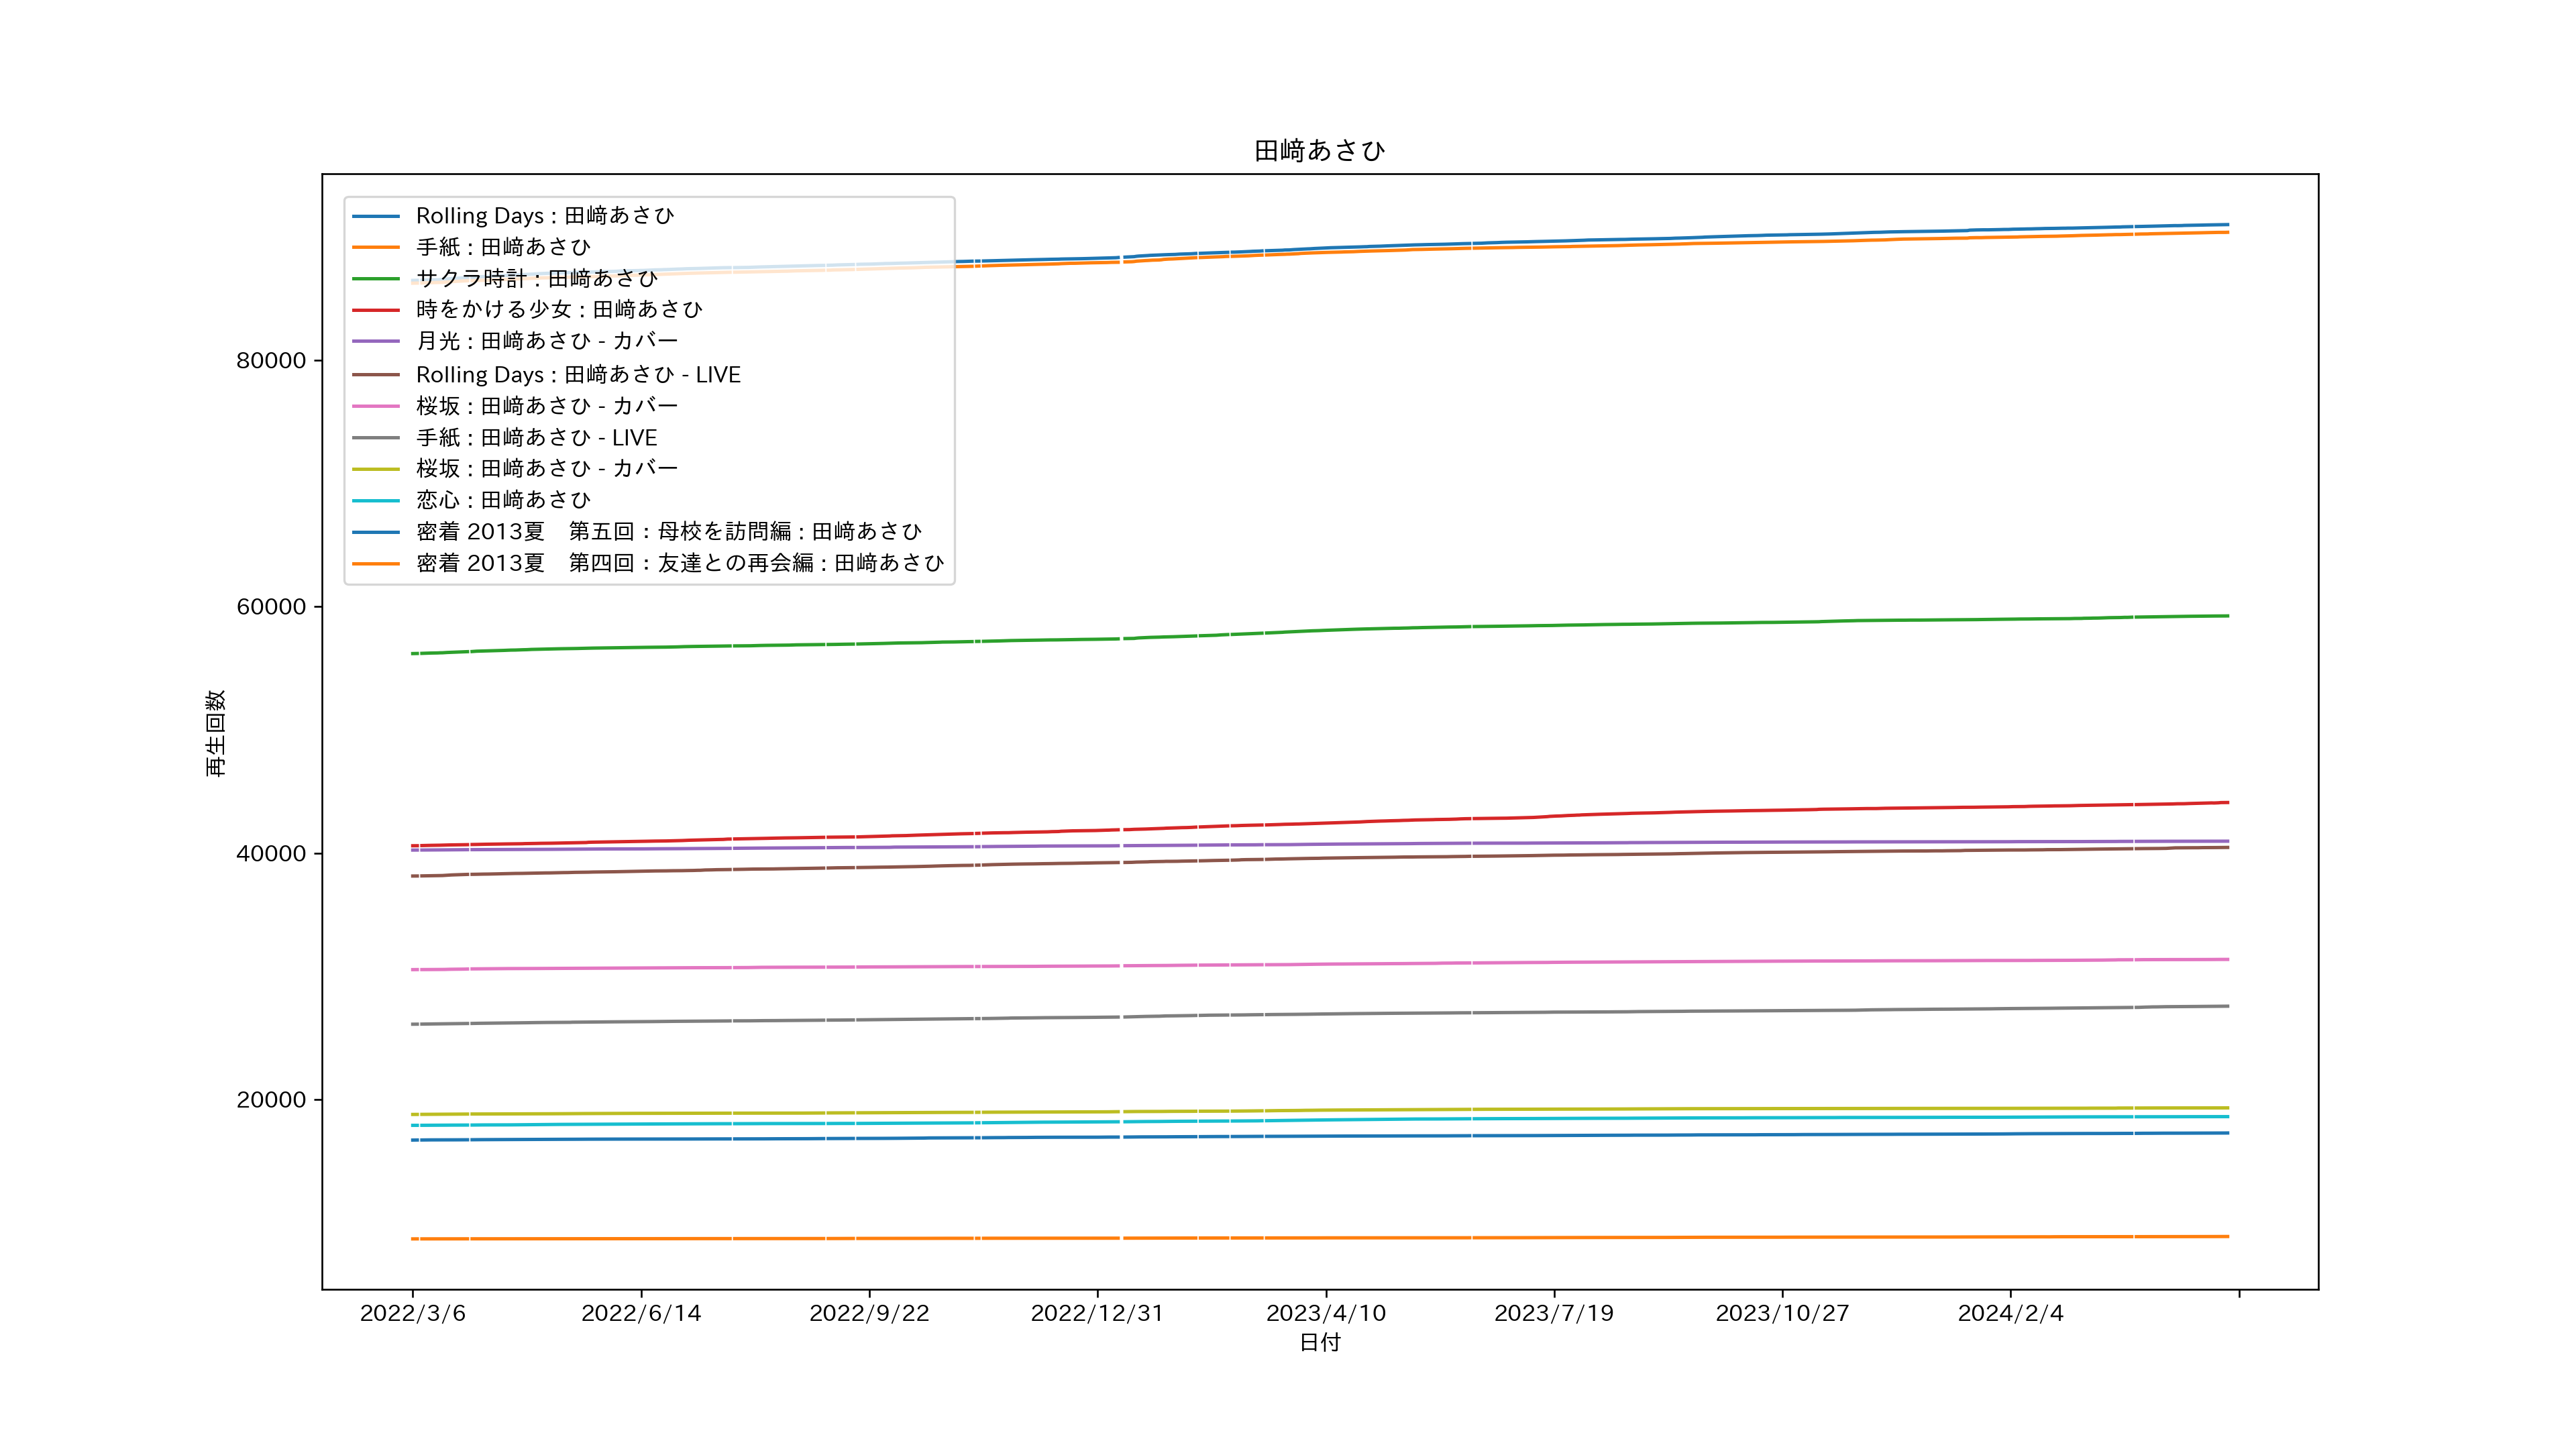 田﨑あさひ
Rolling Days : 田﨑あさひ
手紙 : 田﨑あさひ
サクラ時計 : 田﨑あさひ
時をかける少女 : 田﨑あさひ
月光 : 田﨑あさひ - カバー
Rolling Days : 田﨑あさひ - LIVE
桜坂 : 田﨑あさひ - カバー
手紙 : 田﨑あさひ - LIVE
桜坂 : 田﨑あさひ - カバー
恋心 : 田﨑あさひ
密着 2013夏　第五回：母校を訪問編 : 田﨑あさひ
密着 2013夏　第四回：友達との再会編 : 田﨑あさひ
80000
60000
40000
20000
再生回数
2022/3/6
2022/6/14
2022/9/22
2022/12/31
2023/4/10
2023/7/19
2023/10/27
2024/2/4
日付